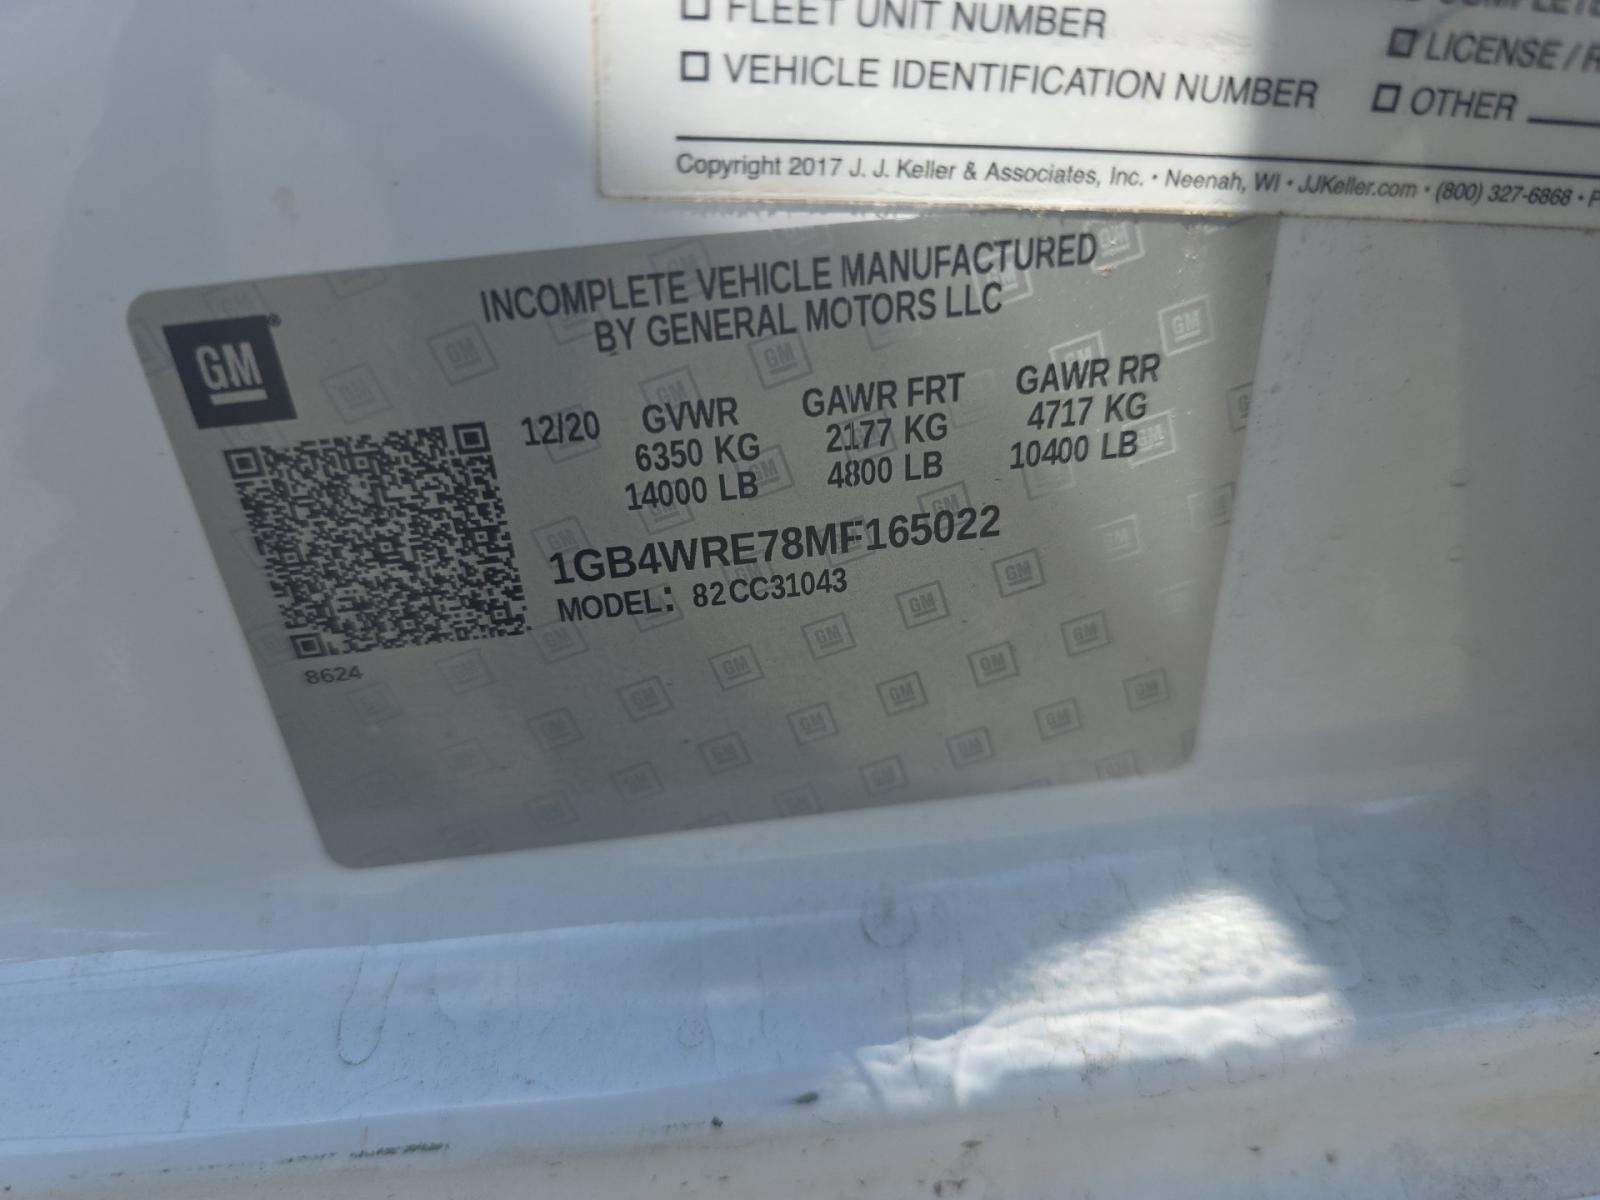 FLEET UNIT NUMBER
LICENSE / R
VEHICLE IDENTIFICATION NUMBER
OTHER
Copyright 2017 J. J. Keller & Associates, Inc. • Neenah, WI • JJKeller.com • (800) 327-6868 •
INCOMPLETE VEHICLE MANUFACTURED
BY GENERAL MOTORS LLC
GM®
12/20 GVWR GAWR FRT GAWR RR
6350 KG 2177 KG 4717 KG
14000 LB 4800 LB 10400 LB
1GB4WRE78MF165022
MODEL: 82CC31043
8624